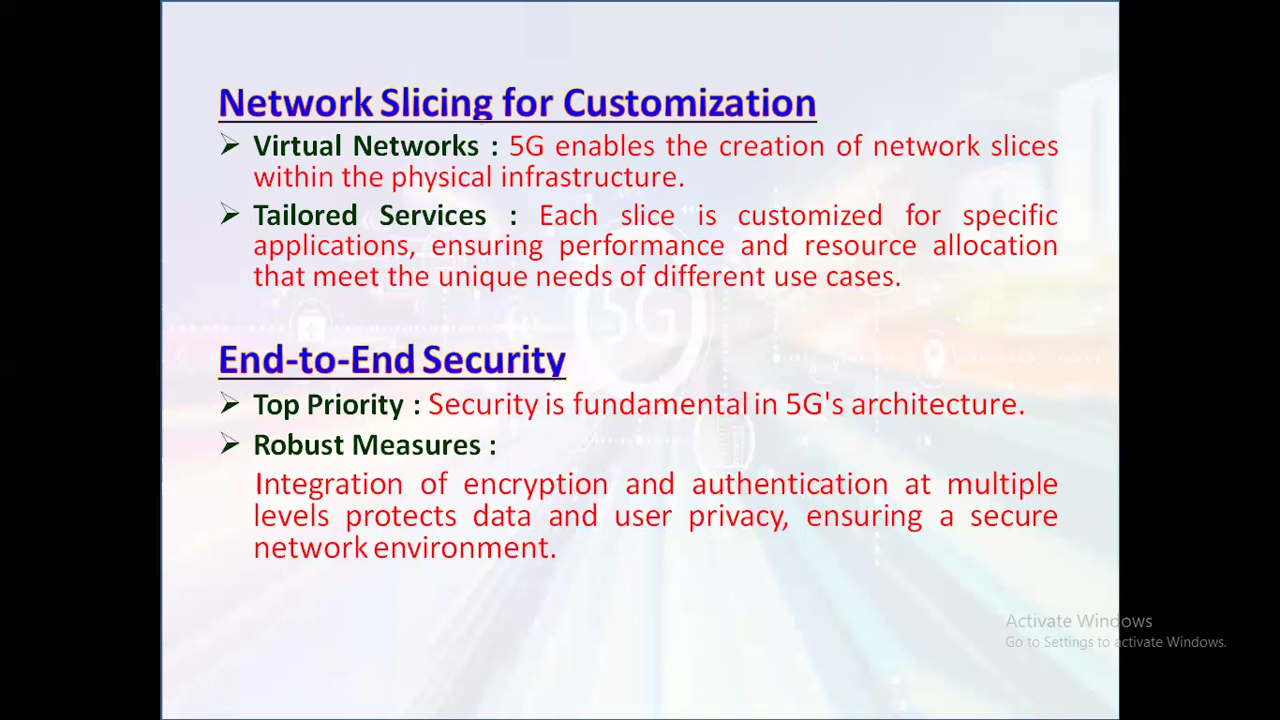 Network Slicing for Customization
➢ Virtual Networks : 5G enables the creation of network slices
within the physical infrastructure.
➢ Tailored Services : Each slice is customized for specific
applications, ensuring performance and resource allocation
that meet the unique needs of different use cases.
5G
End-to-End Security
➢ Top Priority : Security is fundamental in 5G's architecture.
➢ Robust Measures :
Integration of encryption and authentication at multiple
levels protects data and user privacy, ensuring a secure
network environment.
Activate Windows
Go to Settings to activate Windows.